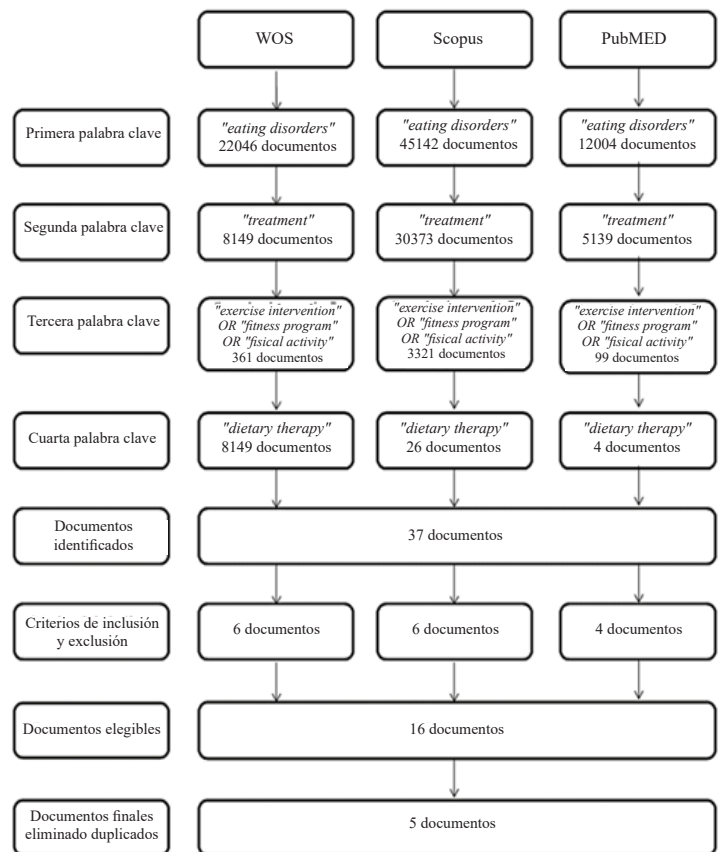 WOS
Scopus
PubMED
Primera palabra clave
"eating disorders"
22046 documentos
"eating disorders"
45142 documentos
"eating disorders"
12004 documentos
Segunda palabra clave
"treatment"
8149 documentos
"treatment"
30373 documentos
"treatment"
5139 documentos
Tercera palabra clave
"exercise intervention"
OR "fitness program"
OR "fisical activity"
361 documentos
"exercise intervention"
OR "fitness program"
OR "fisical activity"
3321 documentos
"exercise intervention"
OR "fitness program"
OR "fisical activity"
99 documentos
Cuarta palabra clave
"dietary therapy"
8149 documentos
"dietary therapy"
26 documentos
"dietary therapy"
4 documentos
Documentos
identificados
37 documentos
Criterios de inclusión
y exclusión
6 documentos
6 documentos
4 documentos
Documentos elegibles
16 documentos
Documentos finales
eliminado duplicados
5 documentos